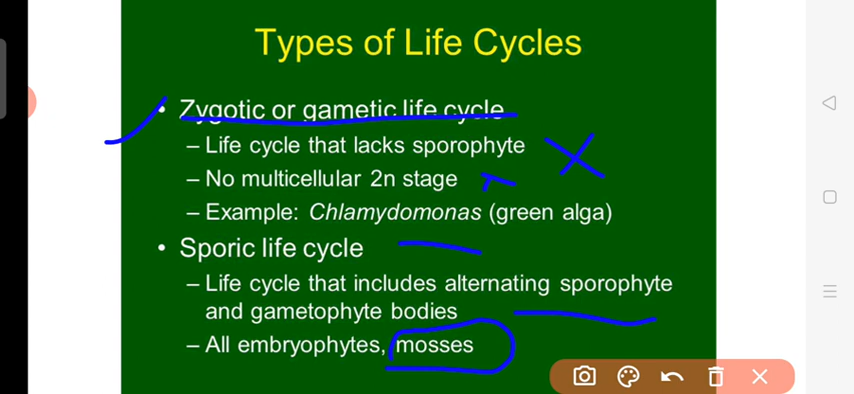 Types of Life Cycles
• Zygotic or gametic life cycle
– Life cycle that lacks sporophyte
– No multicellular 2n stage
– Example: Chlamydomonas (green alga)
• Sporic life cycle
– Life cycle that includes alternating sporophyte
and gametophyte bodies
– All embryophytes, mosses